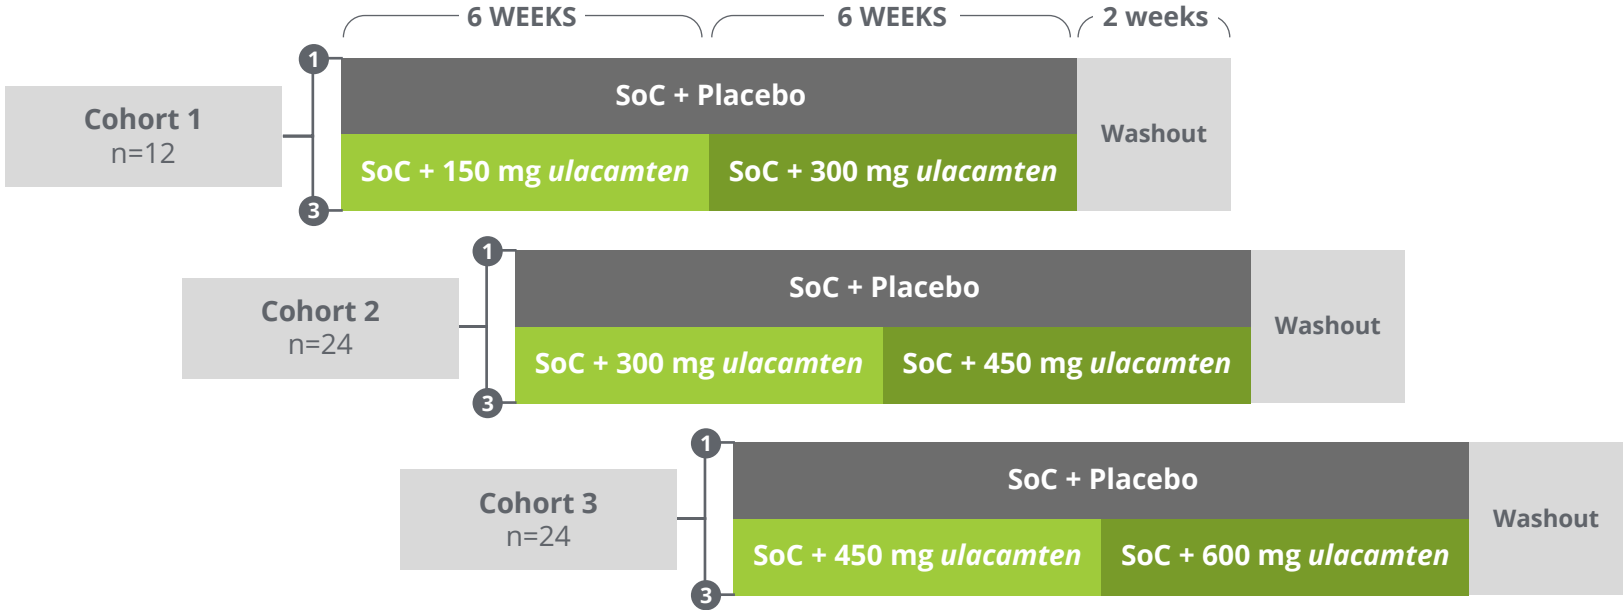 6 WEEKS
6 WEEKS
2 weeks
Cohort 1
n=12
1
3
SoC + Placebo
SoC + 150 mg ulacamten
SoC + 300 mg ulacamten
Washout
Cohort 2
n=24
1
3
SoC + Placebo
SoC + 300 mg ulacamten
SoC + 450 mg ulacamten
Washout
Cohort 3
n=24
1
3
SoC + Placebo
SoC + 450 mg ulacamten
SoC + 600 mg ulacamten
Washout